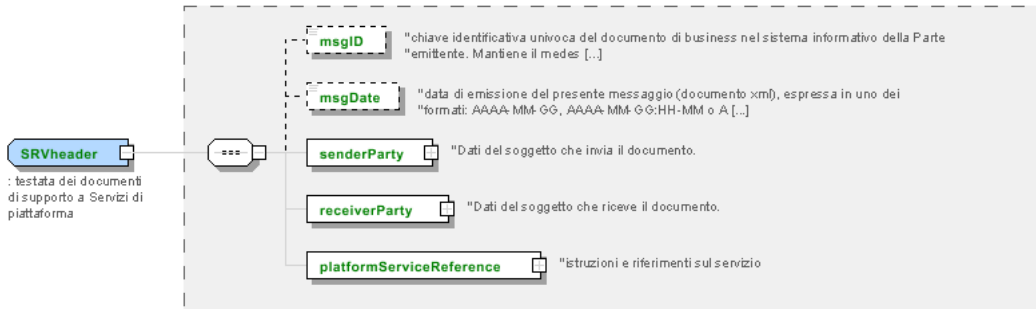 msgID
"chiave identificativa univoca del documento di business nel sistema informativo della Parte
"emittente. Mantiene il medes [...]
msgDate
"data di emissione del presente messaggio (documento xml), espressa in uno dei
"formati: AAAA-MM-GG, AAAA-MM-GG:HH-MM o A [...]
SRVheader
: testata dei documenti
di supporto a Servizi di
piattaforma
senderParty
"Dati del soggetto che invia il documento.
receiverParty
"Dati del soggetto che riceve il documento.
platformServiceReference
"istruzioni e riferimenti sul servizio